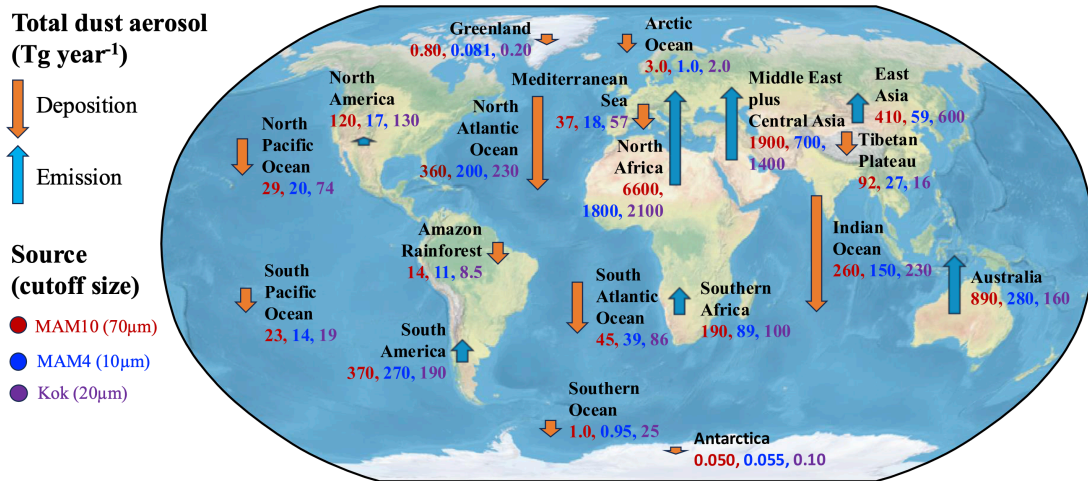 Total dust aerosol
(Tg year-1)
Deposition
Emission
Source
(cutoff size)
MAM10 (70μm)
MAM4 (10μm)
Kok (20μm)
Greenland
0.80, 0.081, 0.20
Arctic
Ocean
3.0, 1.0, 2.0
North
America
120, 17, 130
North
Pacific
Ocean
29, 20, 74
North
Atlantic
Ocean
360, 200, 230
Mediterranean
Sea
37, 18, 57
North
Africa
6600,
1800, 2100
Middle East
plus
Central Asia
1900, 700,
1400
East
Asia
410, 59, 600
Tibetan
Plateau
92, 27, 16
Amazon
Rainforest
14, 11, 8.5
Indian
Ocean
260, 150, 230
Australia
890, 280, 160
South
Pacific
Ocean
23, 14, 19
South
America
370, 270, 190
South
Atlantic
Ocean
45, 39, 86
Southern
Africa
190, 89, 100
Southern
Ocean
1.0, 0.95, 25
Antarctica
0.050, 0.055, 0.10